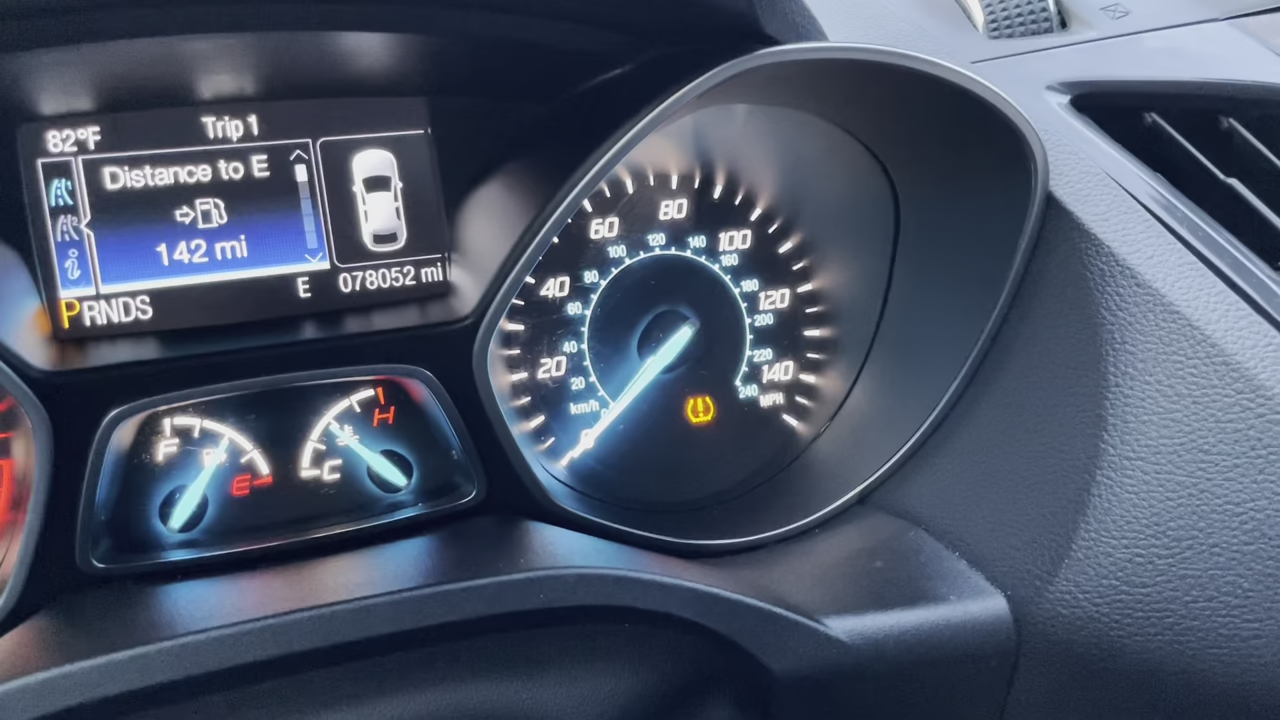 82°F Trip 1
Distance to E
142 mi
i
PRNDS E 078052 mi
F E
C H
20 40 60 80 100 120 140 MPH
km/h 20 40 60 80 100 120 140 160 180 200 220 240